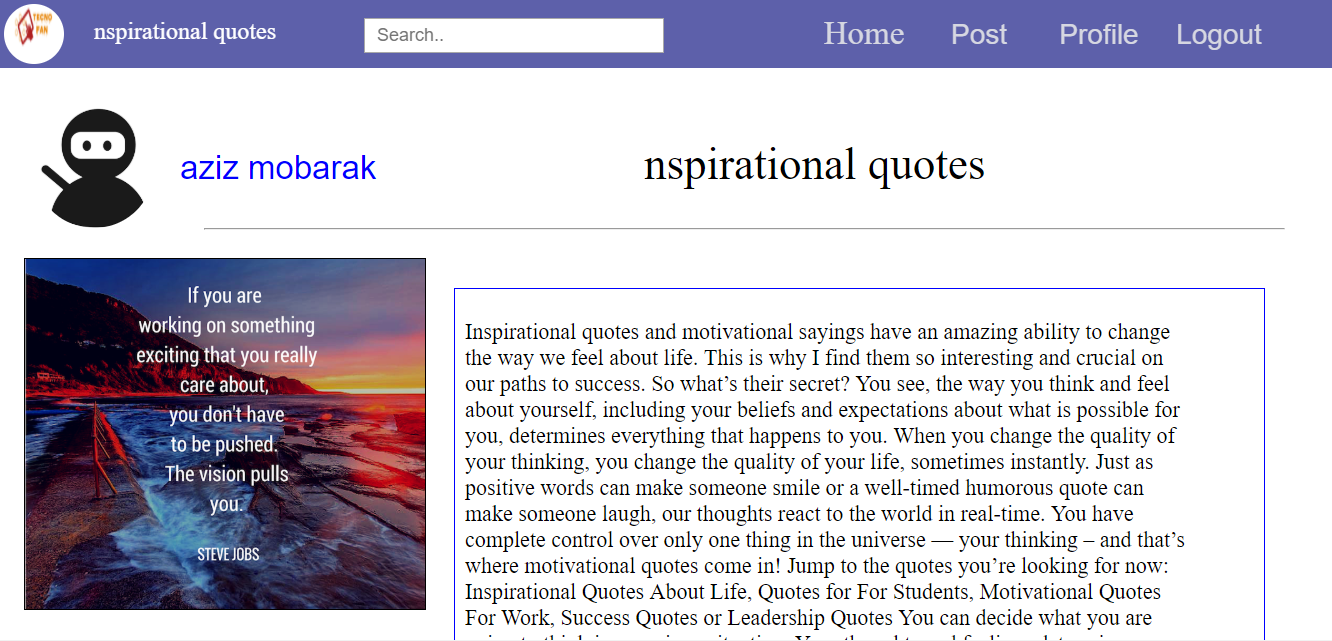 TECNO
FAN
nspirational quotes
Search..
Home
Post
Profile
Logout
aziz mobarak
nspirational quotes
If you are
working on something
exciting that you really
care about,
you don't have
to be pushed.
The vision pulls
you.
STEVE JOBS
Inspirational quotes and motivational sayings have an amazing ability to change
the way we feel about life. This is why I find them so interesting and crucial on
our paths to success. So what’s their secret? You see, the way you think and feel
about yourself, including your beliefs and expectations about what is possible for
you, determines everything that happens to you. When you change the quality of
your thinking, you change the quality of your life, sometimes instantly. Just as
positive words can make someone smile or a well-timed humorous quote can
make someone laugh, our thoughts react to the world in real-time. You have
complete control over only one thing in the universe — your thinking – and that’s
where motivational quotes come in! Jump to the quotes you’re looking for now:
Inspirational Quotes About Life, Quotes for For Students, Motivational Quotes
For Work, Success Quotes or Leadership Quotes You can decide what you are